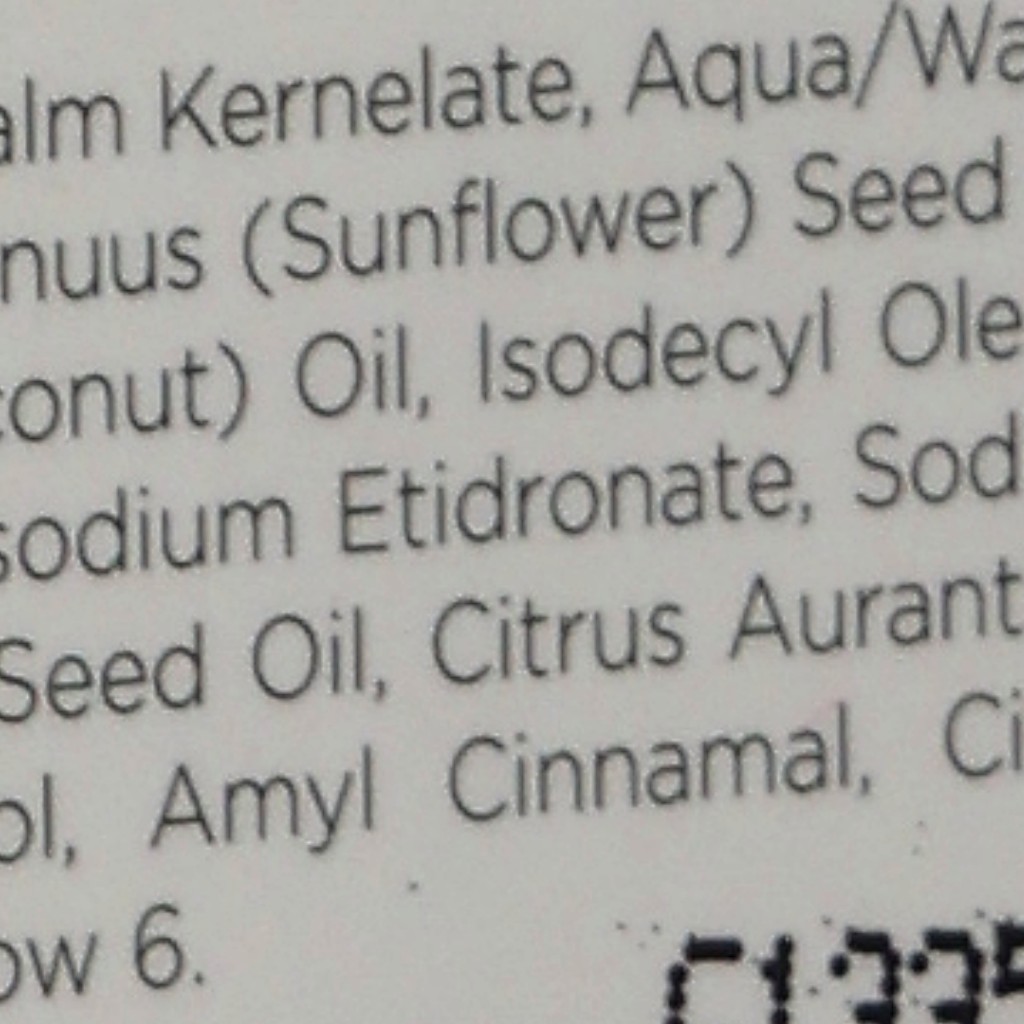 alm Kernelate, Aqua/Wa
nuus (Sunflower) Seed
conut) Oil, Isodecyl Ole
sodium Etidronate, Sod
Seed Oil, Citrus Aurant
ol, Amyl Cinnamal, Ci
ow 6.